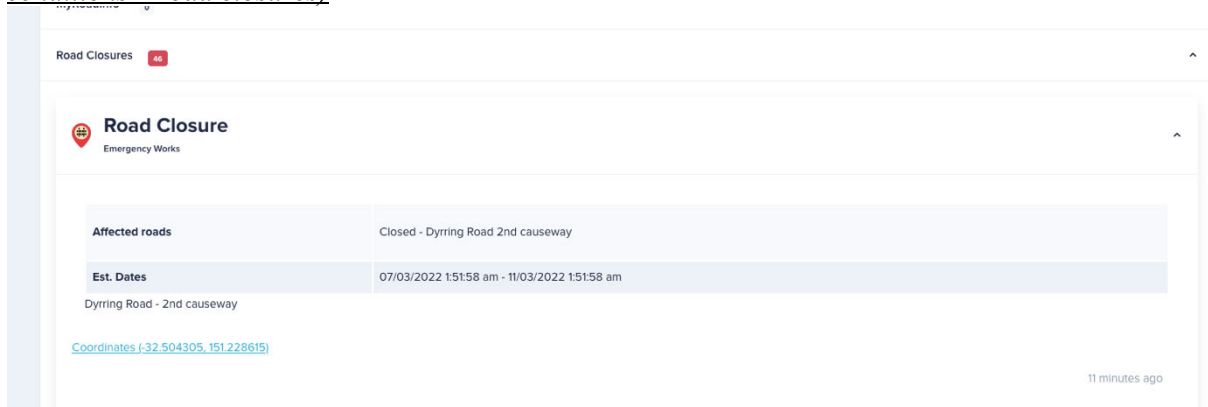 Road Closures 46
Road Closure
Emergency Works
Affected roads Closed - Dyrring Road 2nd causeway
Est. Dates 07/03/2022 1:51:58 am - 11/03/2022 1:51:58 am
Dyrring Road - 2nd causeway
Coordinates (-32.504305, 151.228615)
11 minutes ago